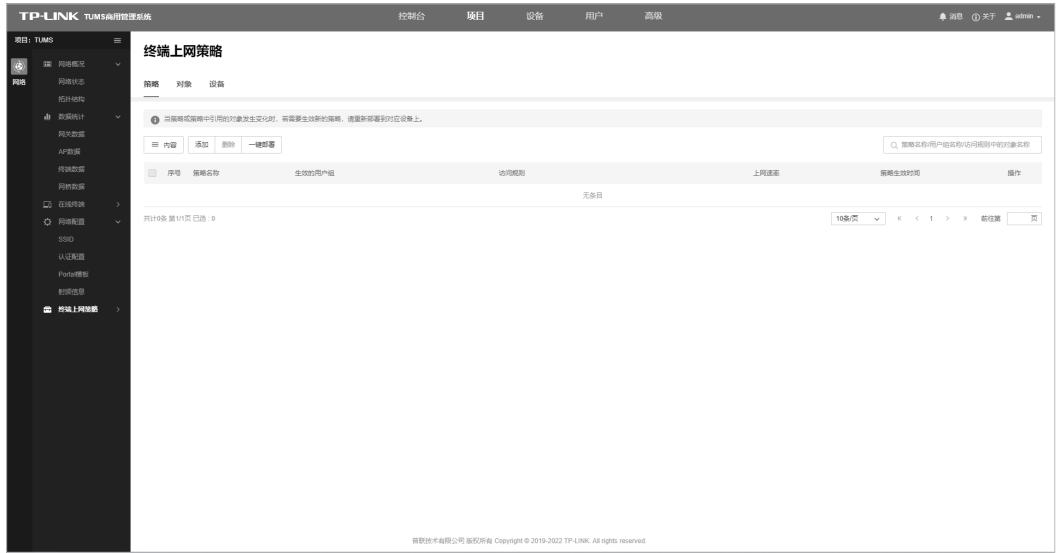 TP-LINK TUMS商用管理系统 控制台 项目 设备 用户 高级 消息 关于 admin
项目: TUMS
网络
网络概况
网络状态
拓扑结构
数据统计
网关数据
AP数据
终端数据
网桥数据
在线终端
网络配置
SSID
认证配置
Portal模板
射频信息
终端上网策略
终端上网策略
策略 对象 设备
当策略或策略中引用的对象发生变化时，若需要生效新的策略，请重新部署到对应设备上。
内容 添加 删除 一键部署 策略名称/用户组名称/访问规则中的对象名称
序号 策略名称 生效的用户组 访问规则 上网速率 策略生效时间 操作
无条目
共计0条 第1/1页 已选 : 0 10条/页 « < 1 > » 前往第 页
普联技术有限公司 版权所有 Copyright © 2019-2022 TP-LINK. All rights reserved.